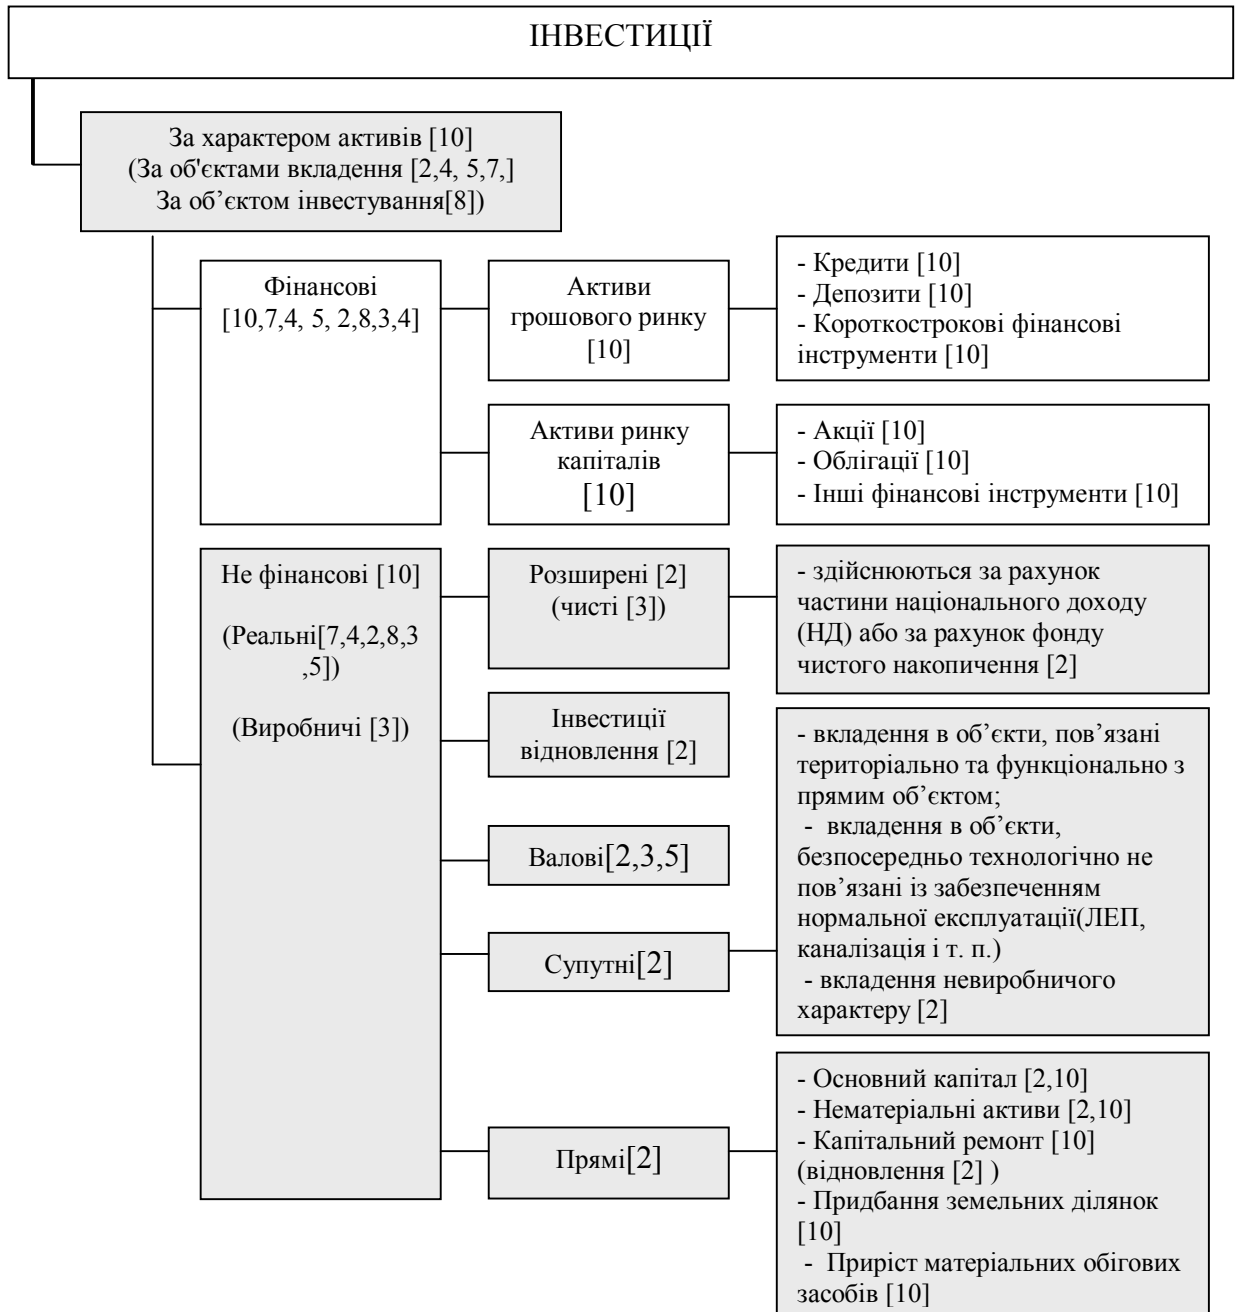 ІНВЕСТИЦІЇ
За характером активів [10]
(За об'єктами вкладення [2,4, 5,7,]
За об’єктом інвестування[8])
Фінансові
[10,7,4, 5, 2,8,3,4]
Активи
грошового ринку
[10]
- Кредити [10]
- Депозити [10]
- Короткострокові фінансові
інструменти [10]
Активи ринку
капіталів
[10]
- Акції [10]
- Облігації [10]
- Інші фінансові інструменти [10]
Не фінансові [10]
(Реальні[7,4,2,8,3
,5])
(Виробничі [3])
Розширені [2]
(чисті [3])
- здійснюються за рахунок
частини національного доходу
(НД) або за рахунок фонду
чистого накопичення [2]
Інвестиції
відновлення [2]
Валові[2,3,5]
Супутні[2]
- вкладення в об’єкти, пов’язані
територіально та функціонально з
прямим об’єктом;
- вкладення в об’єкти,
безпосередньо технологічно не
пов’язані із забезпеченням
нормальної експлуатації(ЛЕП,
каналізація і т. п.)
- вкладення невиробничого
характеру [2]
Прямі[2]
- Основний капітал [2,10]
- Нематеріальні активи [2,10]
- Капітальний ремонт [10]
(відновлення [2] )
- Придбання земельних ділянок
[10]
- Приріст матеріальних обігових
засобів [10]